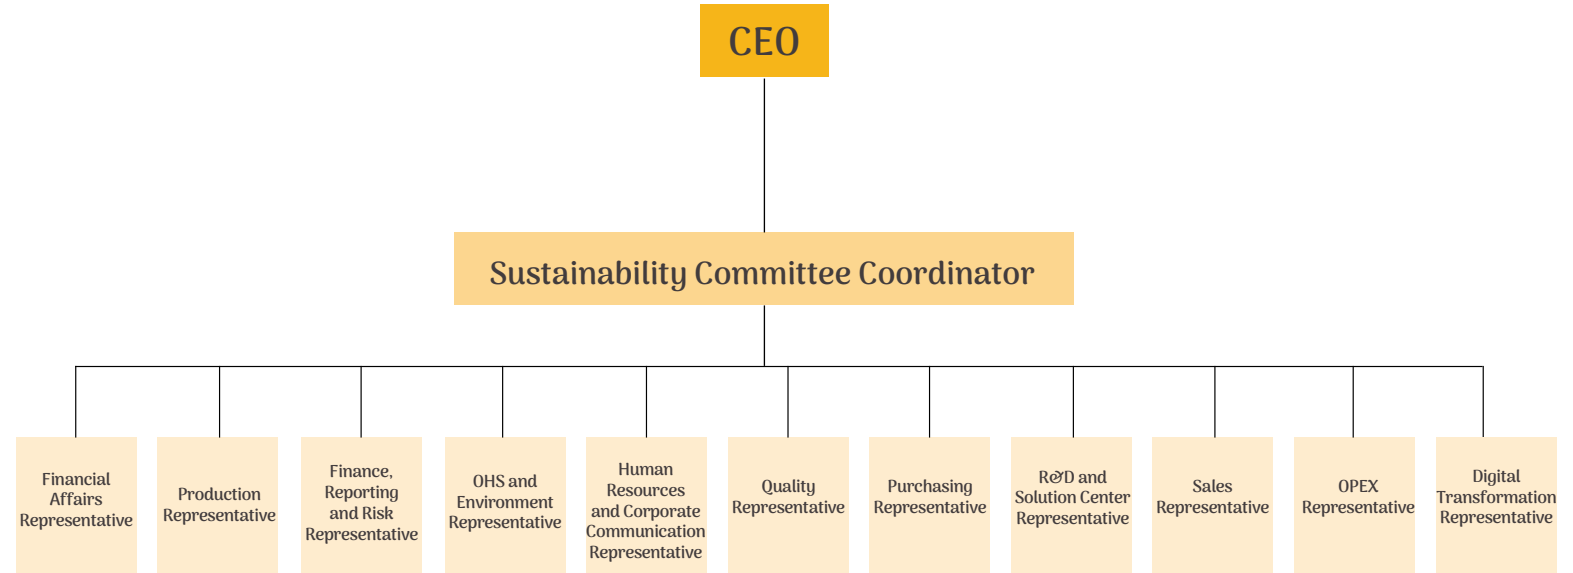 CEO
Sustainability Committee Coordinator
Financial
Affairs
Representative
Production
Representative
Finance,
Reporting
and Risk
Representative
OHS and
Environment
Representative
Human
Resources
and Corporate
Communication
Representative
Quality
Representative
Purchasing
Representative
R&D and
Solution Center
Representative
Sales
Representative
OPEX
Representative
Digital
Transformation
Representative